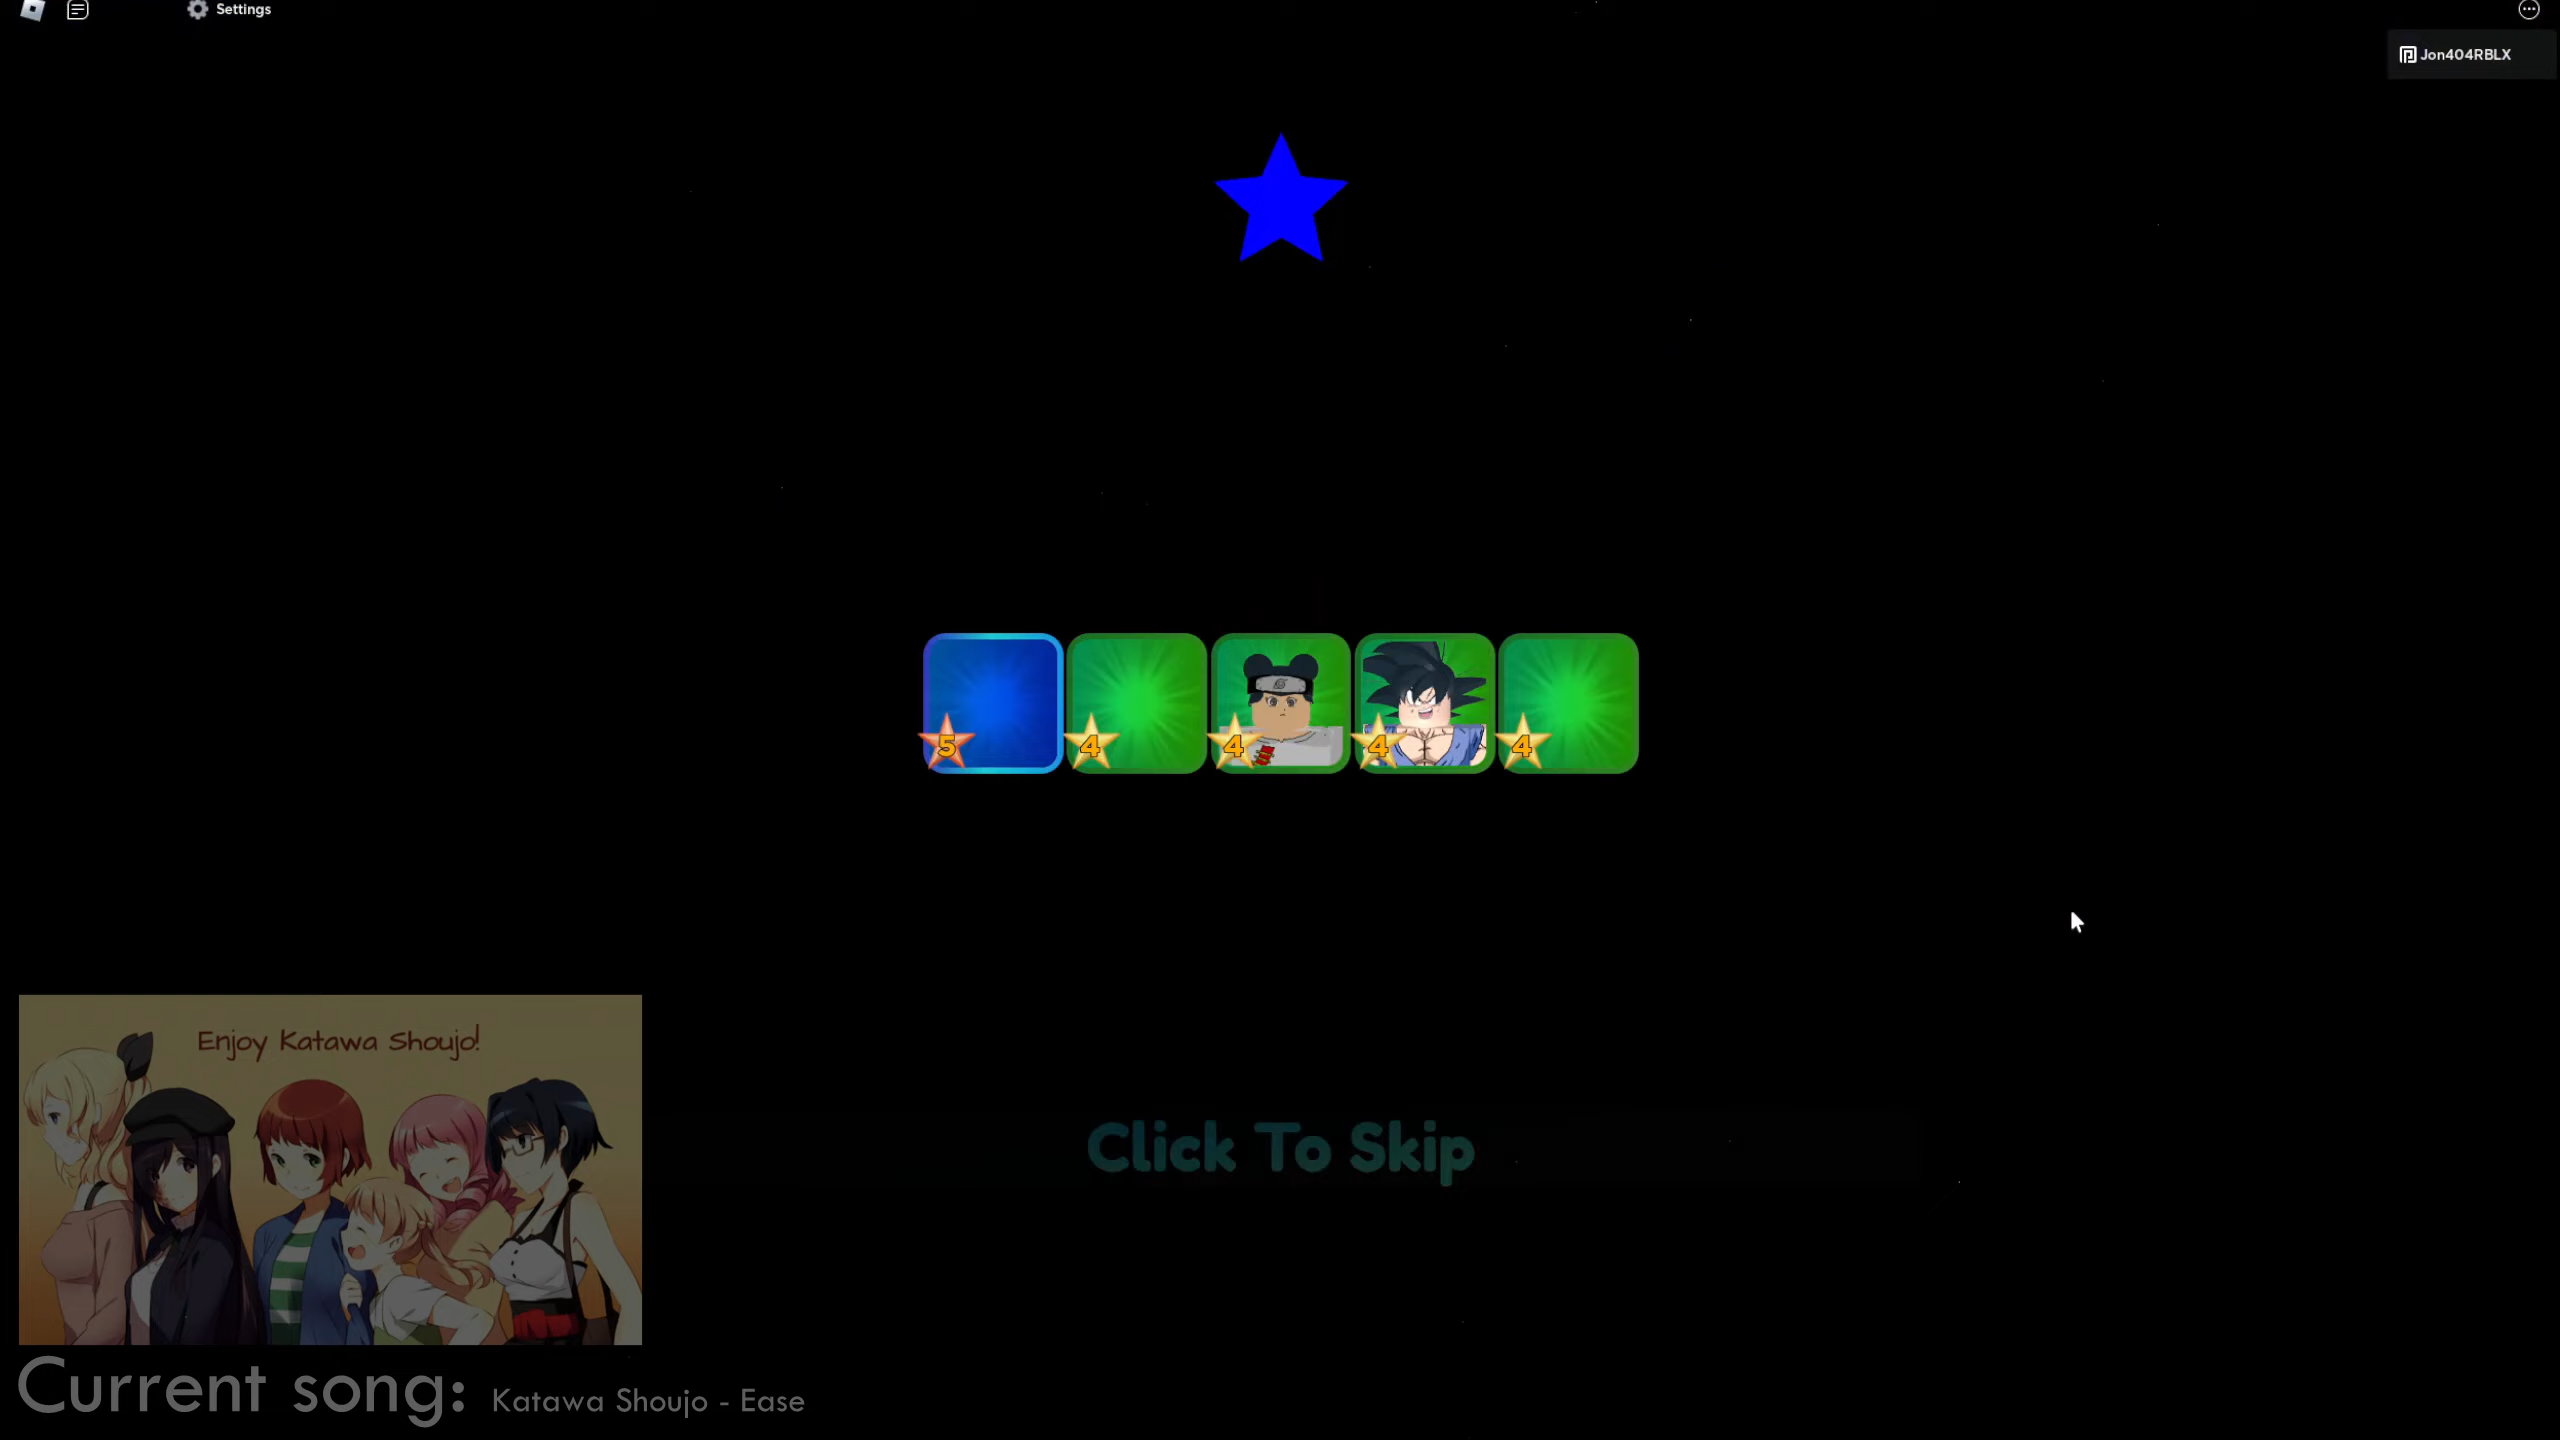 Settings
Jon404RBLX
5
4
4
4
4
Enjoy Katawa Shoujo!
Click To Skip
Current song: Katawa Shoujo - Ease